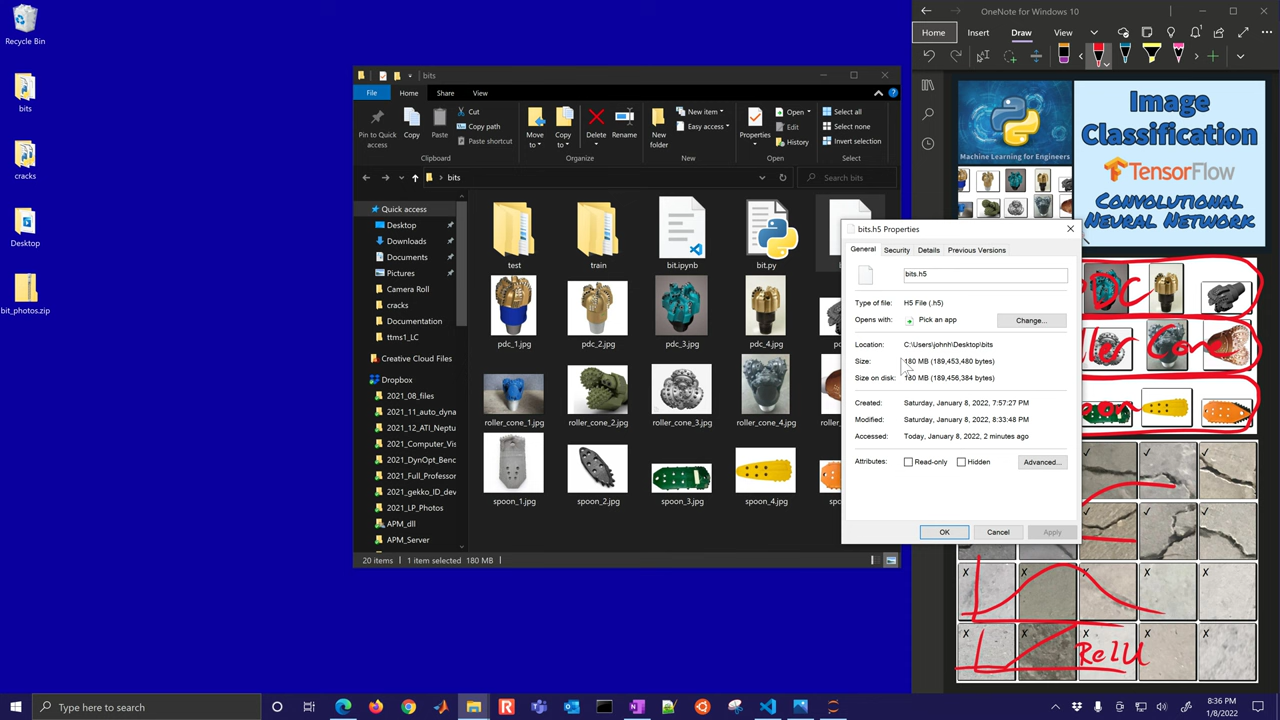 Recycle Bin
bits
cracks
Desktop
bit_photos.zip
bits
File
Home
Share
View
Pin to Quick access
Copy
Paste
Cut
Copy path
Paste shortcut
Clipboard
Move to
Copy to
Delete
Rename
Organize
New folder
New item
Easy access
New
Properties
Open
Edit
History
Open
Select all
Select none
Invert selection
Select
bits
Search bits
Quick access
Desktop
Downloads
Documents
Pictures
Camera Roll
cracks
Documentation
ttms1_LC
Creative Cloud Files
Dropbox
2021_08_files
2021_11_auto_dyna
2021_12_ATI_Neptu
2021_Computer_Vis
2021_DynOpt_Benc
2021_Full_Professor
2021_gekko_ID_dev
2021_LP_Photos
APM_dll
APM_Server
test
train
bit.ipynb
bit.py
pdc_1.jpg
pdc_2.jpg
pdc_3.jpg
pdc_4.jpg
roller_cone_1.jpg
roller_cone_2.jpg
roller_cone_3.jpg
roller_cone_4.jpg
spoon_1.jpg
spoon_2.jpg
spoon_3.jpg
spoon_4.jpg
20 items
1 item selected 180 MB
bits.h5 Properties
General
Security
Details
Previous Versions
bits.h5
Type of file: H5 File (.h5)
Opens with: Pick an app
Change...
Location: C:\Users\johnh\Desktop\bits
Size: 180 MB (189,453,480 bytes)
Size on disk: 180 MB (189,456,384 bytes)
Created: Saturday, January 8, 2022, 7:57:27 PM
Modified: Saturday, January 8, 2022, 8:33:48 PM
Accessed: Today, January 8, 2022, 2 minutes ago
Attributes:
Read-only
Hidden
Advanced...
OK
Cancel
Apply
OneNote for Windows 10
Home
Insert
Draw
View
Machine Learning for Engineers
Image
Classification
TensorFlow
Convolutional
Neural Network
DC
ller Cone
oon
RelU
Type here to search
8:36 PM
1/8/2022